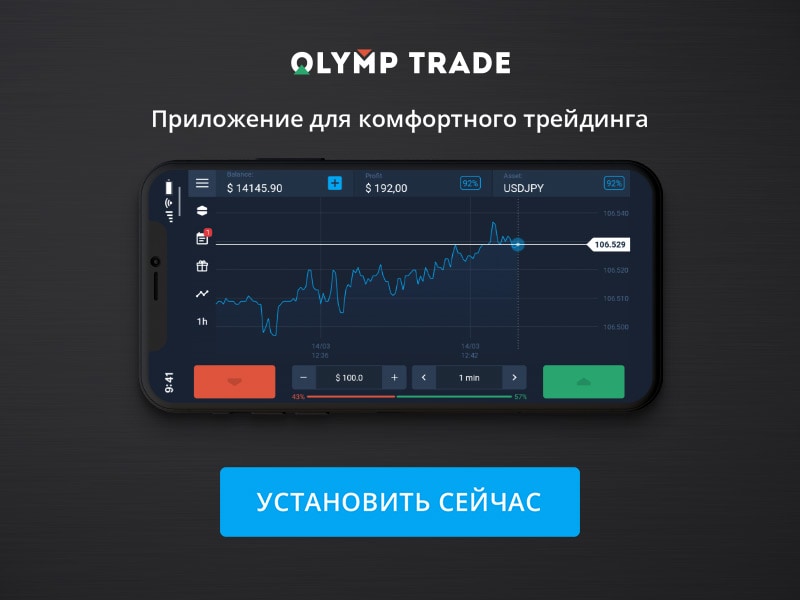 OLYMP TRADE
Приложение для комфортного трейдинга
Balance:
$ 14145.90
Profit
$ 192,00
92%
Asset:
USDJPY
92%
106.540
106.529
106.520
106.510
106.500
1
1h
14/03
12:36
14/03
12:42
9:41
$ 100.0
1 min
43%
57%
УСТАНОВИТЬ СЕЙЧАС